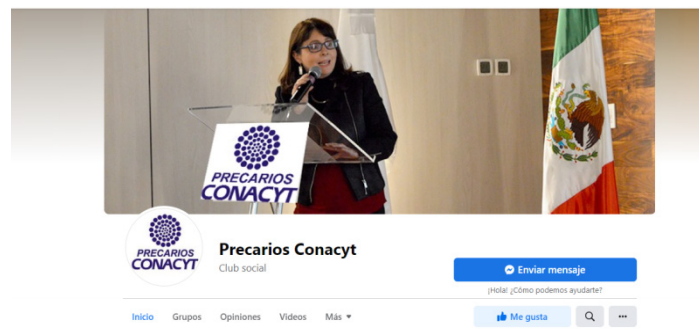 PRECARIOS
CONACYT
PRECARIOS
CONACYT
Precarios Conacyt
Club social
Enviar mensaje
¡Hola! ¿Cómo podemos ayudarte?
Inicio Grupos Opiniones Videos Más
Me gusta